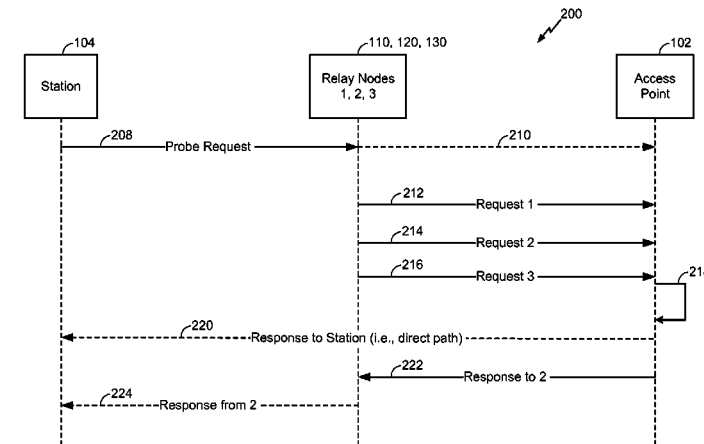 200
104
110, 120, 130
102
Station
Relay Nodes
1, 2, 3
Access
Point
208
Probe Request
210
212
Request 1
214
Request 2
216
Request 3
220
Response to Station (i.e., direct path)
222
Response to 2
224
Response from 2